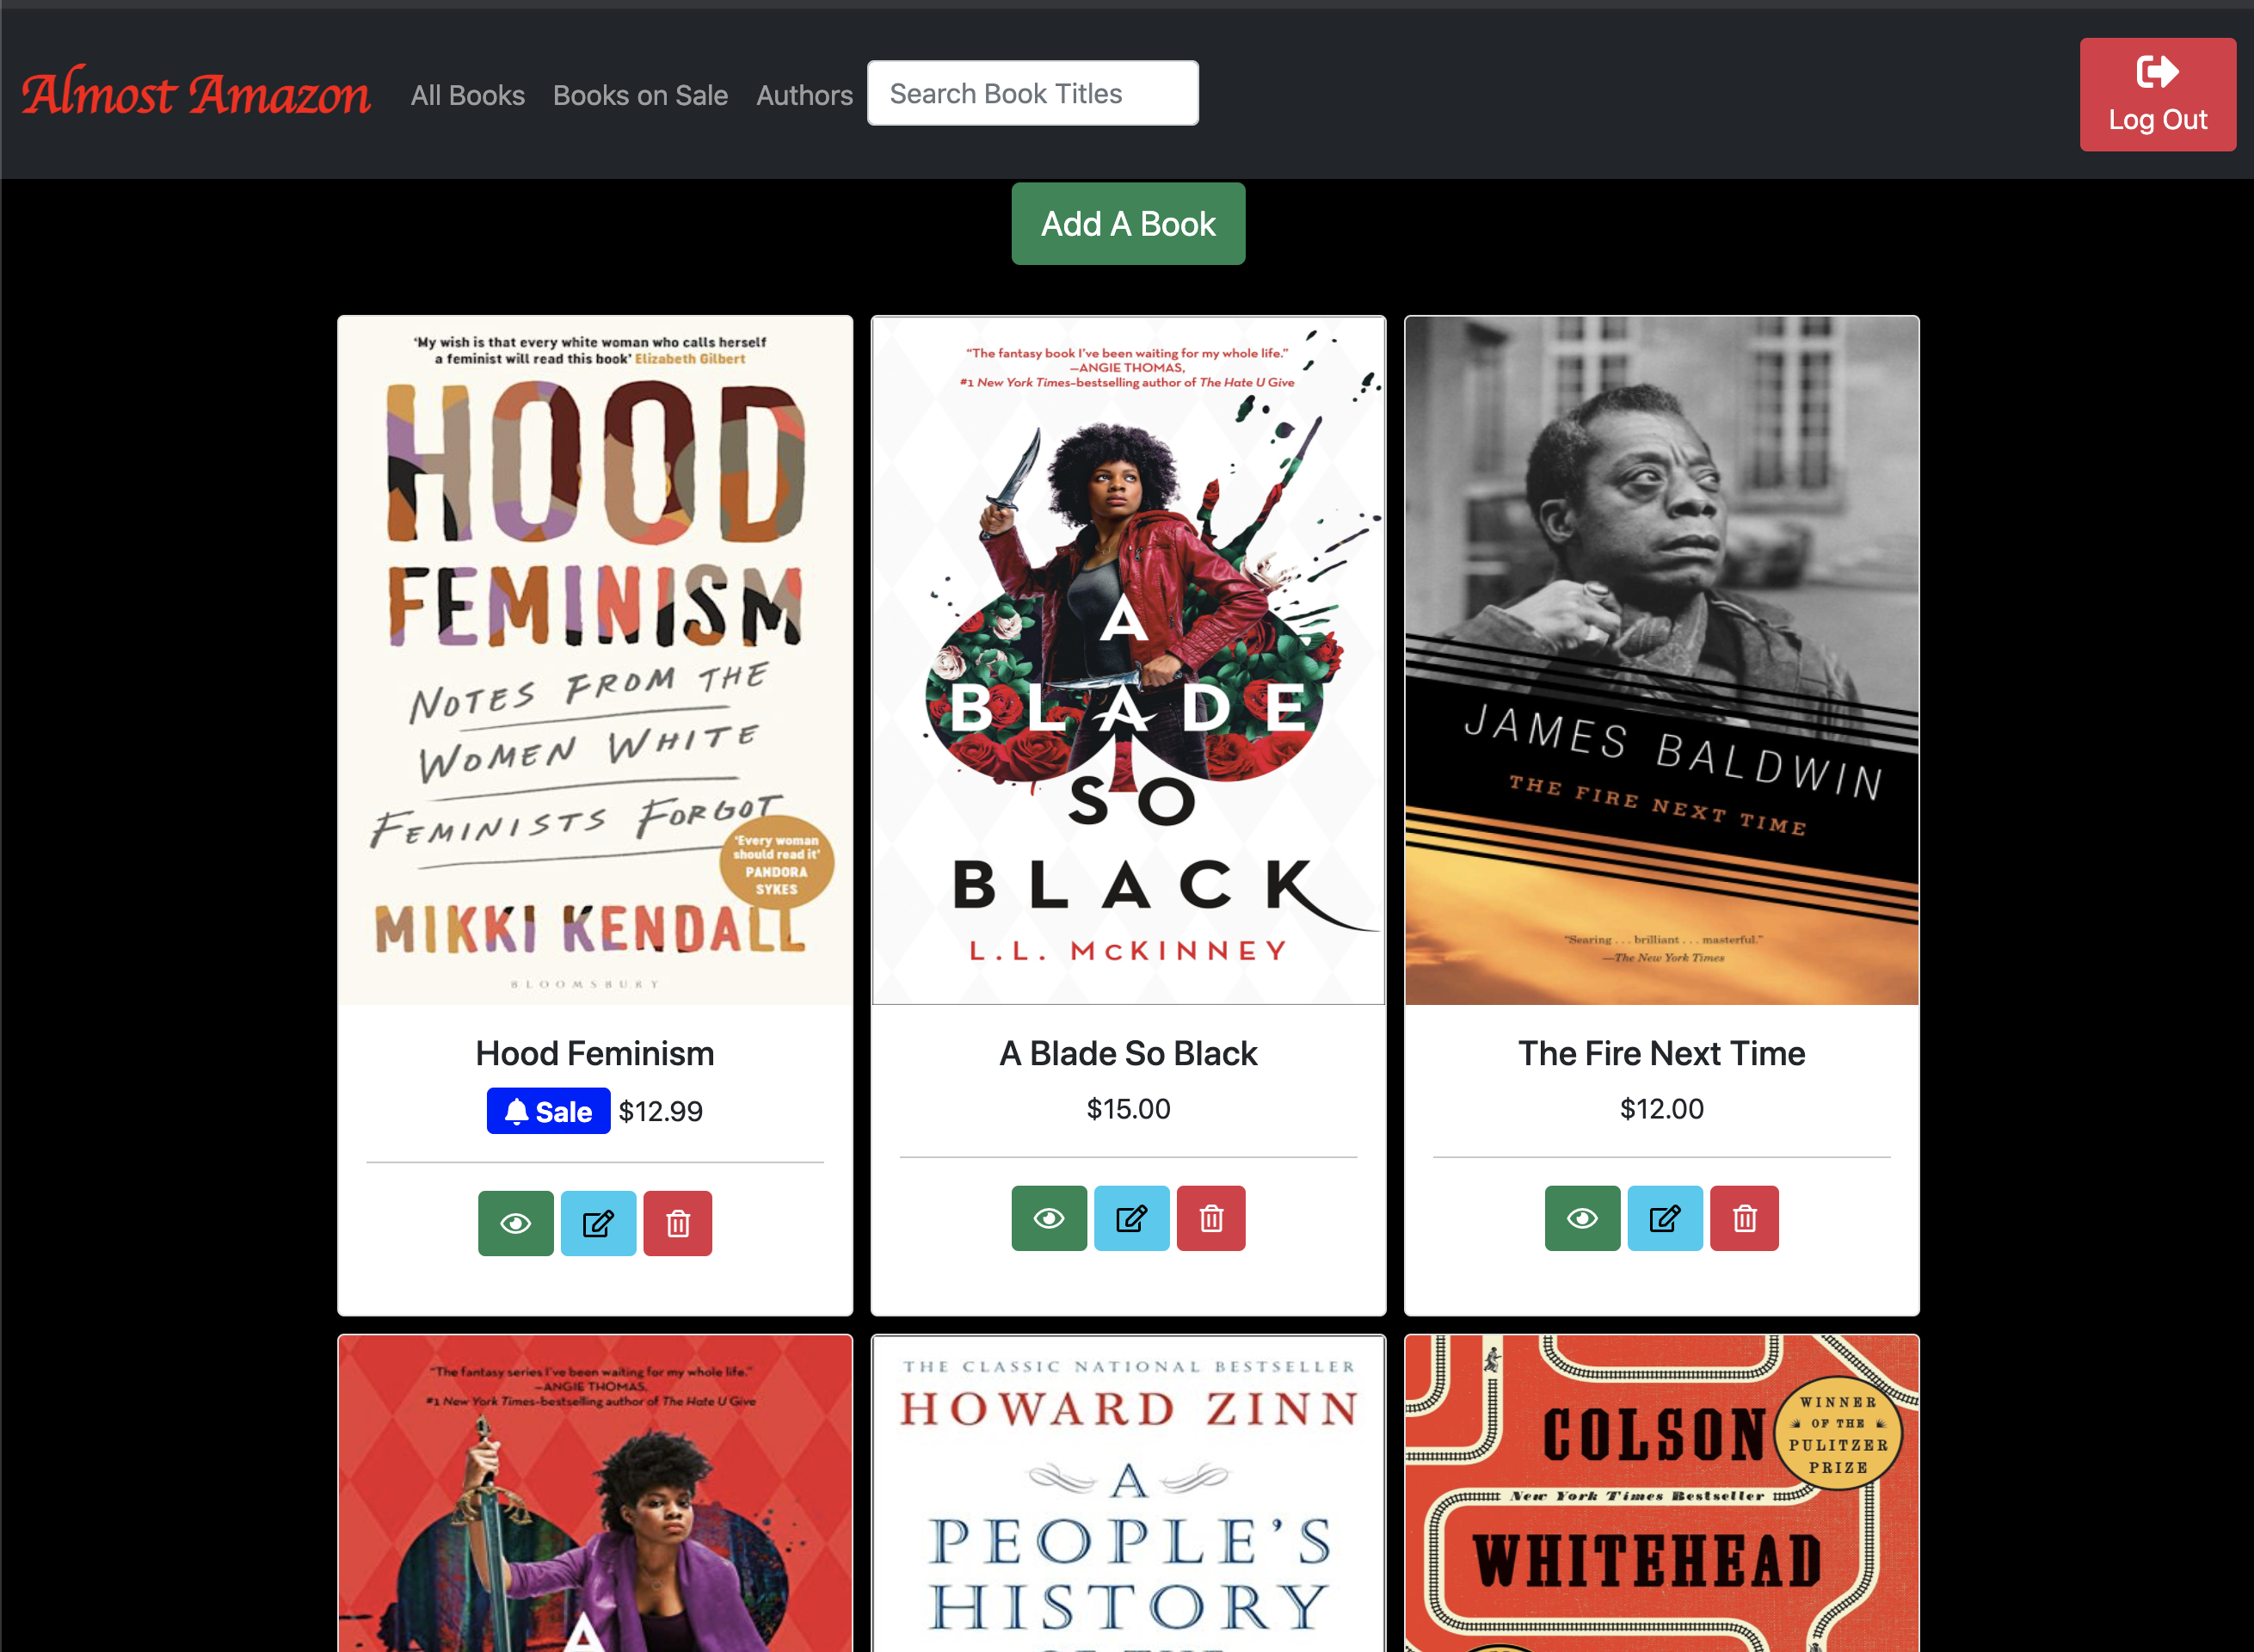 Almost Amazon
All Books
Books on Sale
Authors
Search Book Titles
Log Out
Add A Book
‘My wish is that every white woman who calls herself
a feminist will read this book’ Elizabeth Gilbert
HOOD
FEMINISM
NOTES FROM THE
WOMEN WHITE
FEMINISTS FORGOT
‘Every woman
should read it’
PANDORA
SYKES
MIKKI KENDALL
BLOOMSBURY
Hood Feminism
Sale $12.99
“The fantasy book I’ve been waiting for my whole life.”
—ANGIE THOMAS,
#1 New York Times–bestselling author of The Hate U Give
A
BLADE
SO
BLACK
L.L. McKINNEY
A Blade So Black
$15.00
JAMES BALDWIN
THE FIRE NEXT TIME
“Searing . . . brilliant . . . masterful.”
—The New York Times
The Fire Next Time
$12.00
“The fantasy series I’ve been waiting for my whole life.”
—ANGIE THOMAS,
#1 New York Times–bestselling author of The Hate U Give
A
THE CLASSIC NATIONAL BESTSELLER
HOWARD ZINN
A
PEOPLE’S
HISTORY
COLSON
WINNER
OF THE
PULITZER
PRIZE
New York Times Bestseller
WHITEHEAD